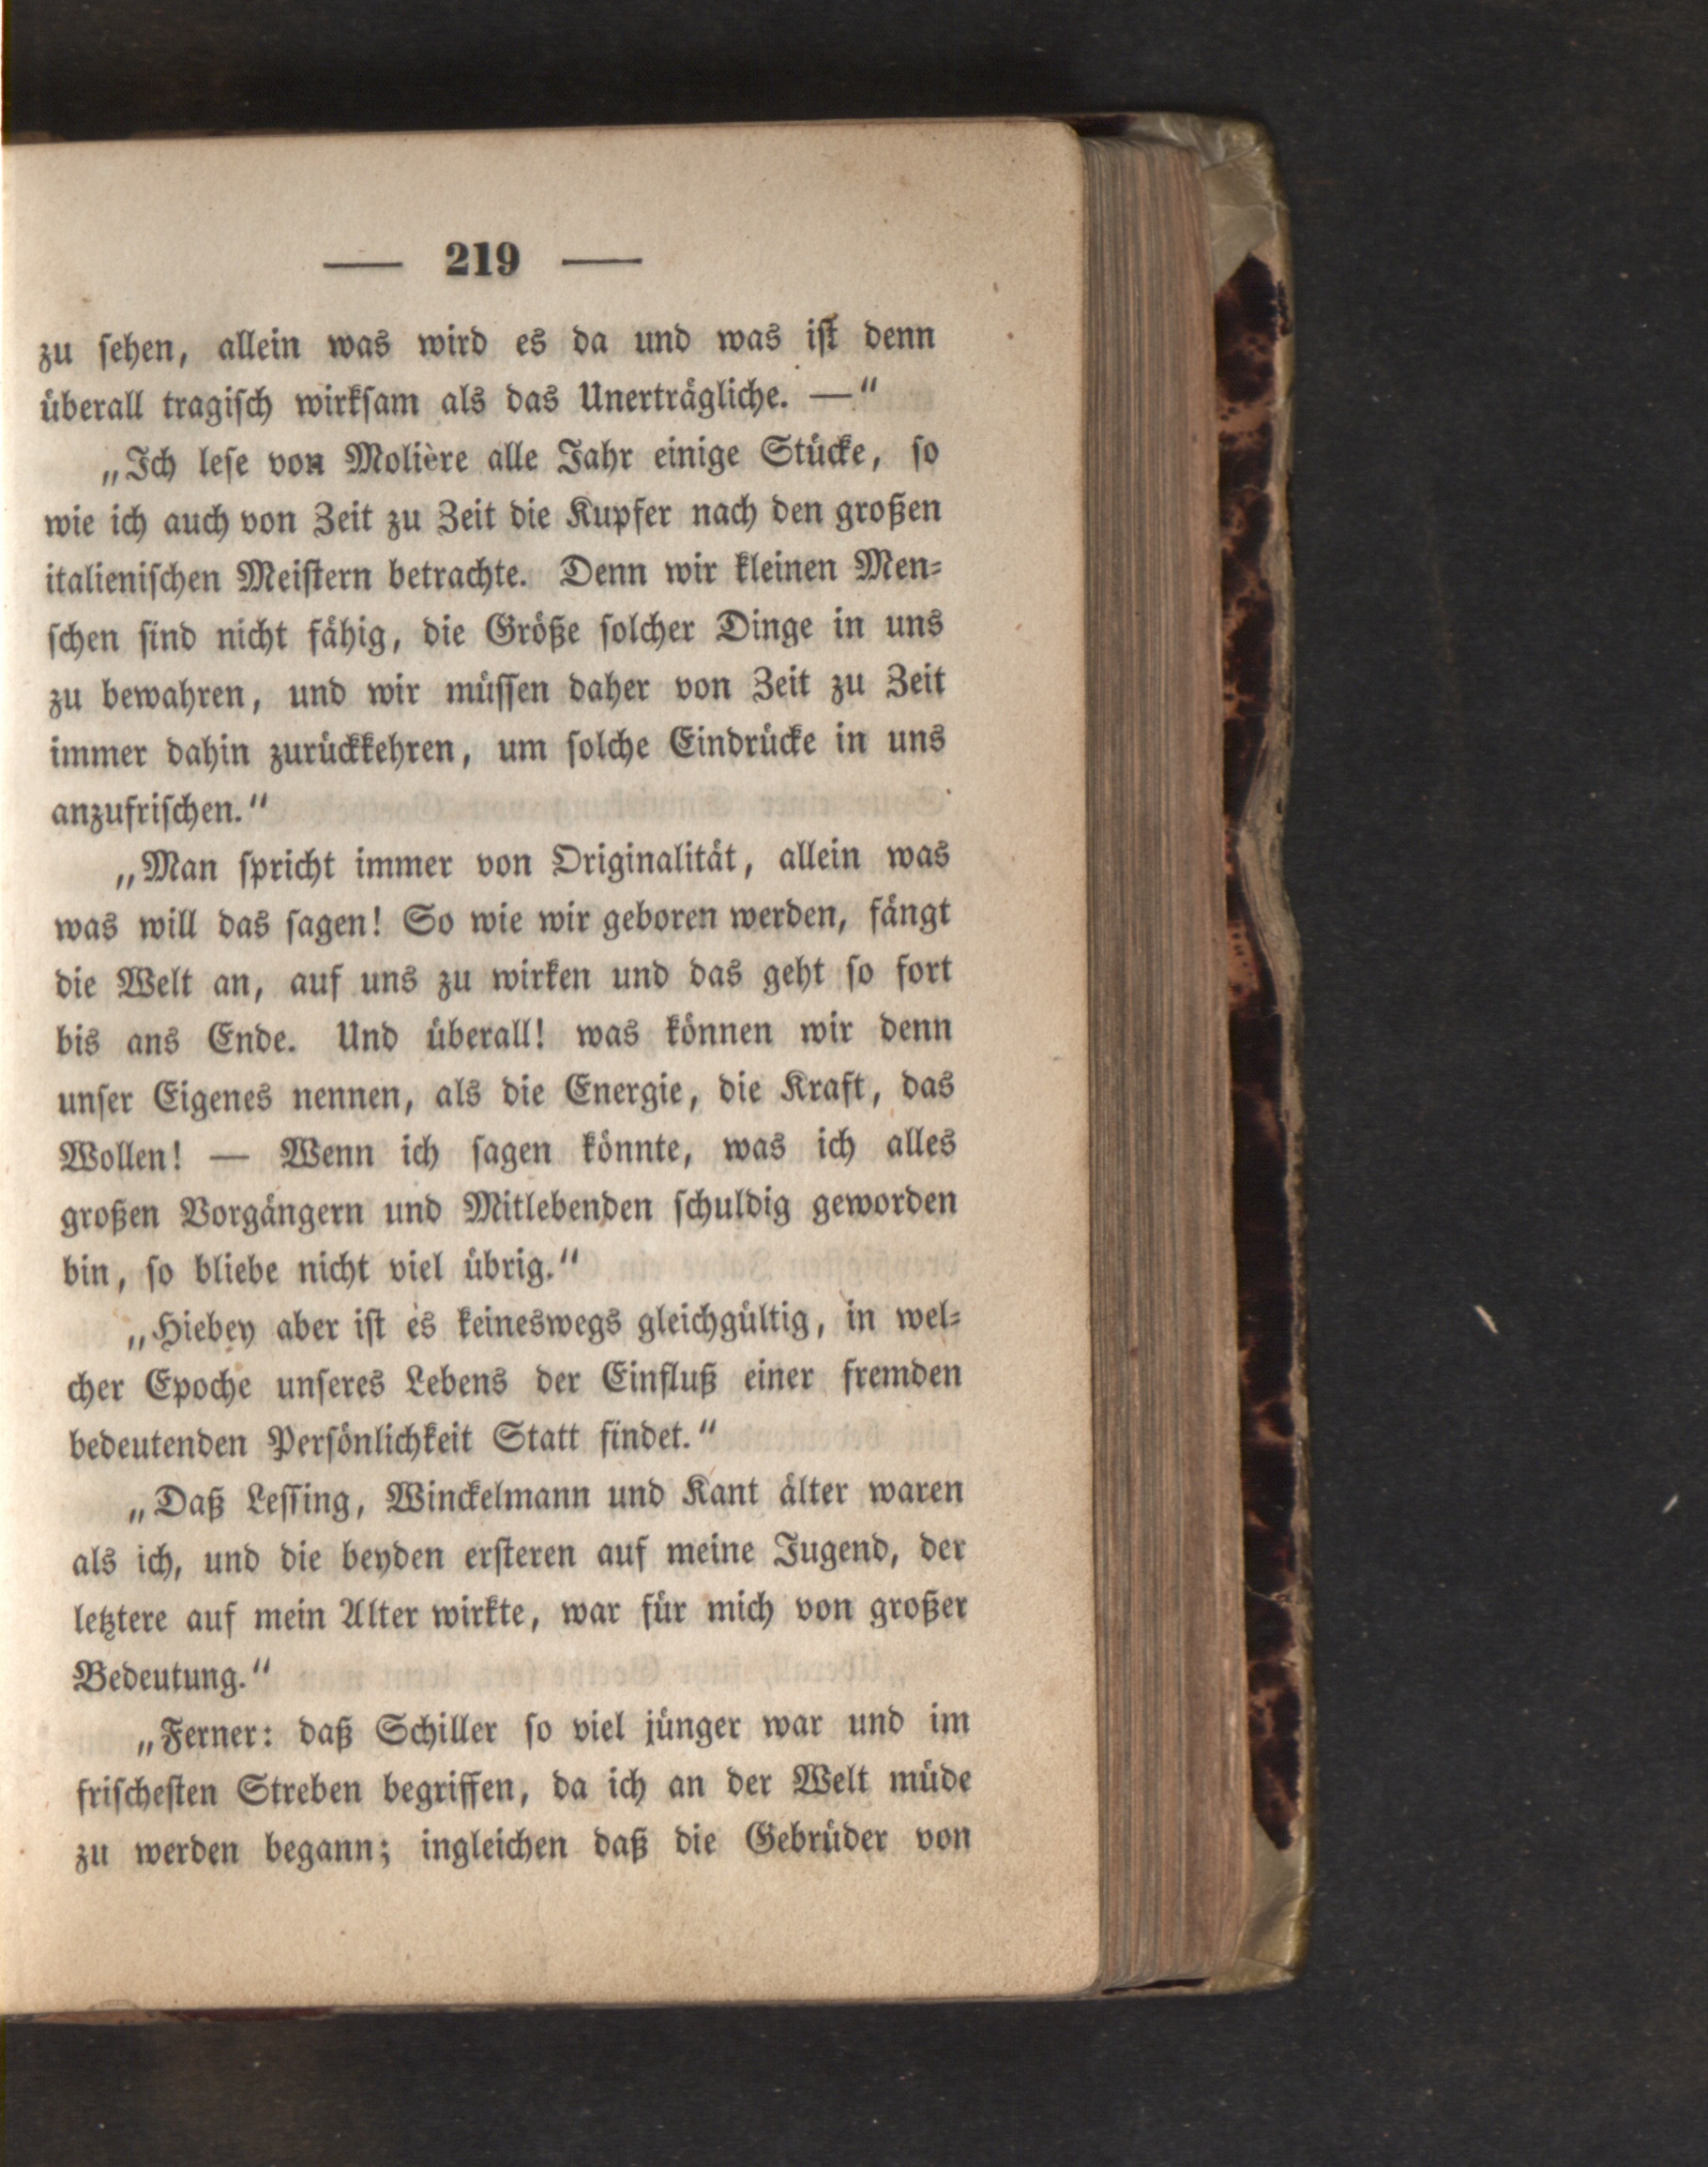 — 219 —
zu sehen, allein was wird es da und was ist denn
überall tragisch wirksam als das Unerträgliche. —“
„Ich lese von Molière alle Jahr einige Stücke, so
wie ich auch von Zeit zu Zeit die Kupfer nach den großen
italienischen Meistern betrachte. Denn wir kleinen Men-
schen sind nicht fähig, die Größe solcher Dinge in uns
zu bewahren, und wir müssen daher von Zeit zu Zeit
immer dahin zurückkehren, um solche Eindrücke in uns
anzufrischen.“
„Man spricht immer von Originalität, allein was
was will das sagen! So wie wir geboren werden, fängt
die Welt an, auf uns zu wirken und das geht so fort
bis ans Ende. Und überall! was können wir denn
unser Eigenes nennen, als die Energie, die Kraft, das
Wollen! — Wenn ich sagen könnte, was ich alles
großen Vorgängern und Mitlebenden schuldig geworden
bin, so bliebe nicht viel übrig.“
„Hiebey aber ist es keineswegs gleichgültig, in wel-
cher Epoche unseres Lebens der Einfluß einer fremden
bedeutenden Persönlichkeit Statt findet.“
„Daß Lessing, Winckelmann und Kant älter waren
als ich, und die beyden ersteren auf meine Jugend, der
letztere auf mein Alter wirkte, war für mich von großer
Bedeutung.“
„Ferner: daß Schiller so viel jünger war und im
frischesten Streben begriffen, da ich an der Welt müde
zu werden begann; ingleichen daß die Gebrüder von